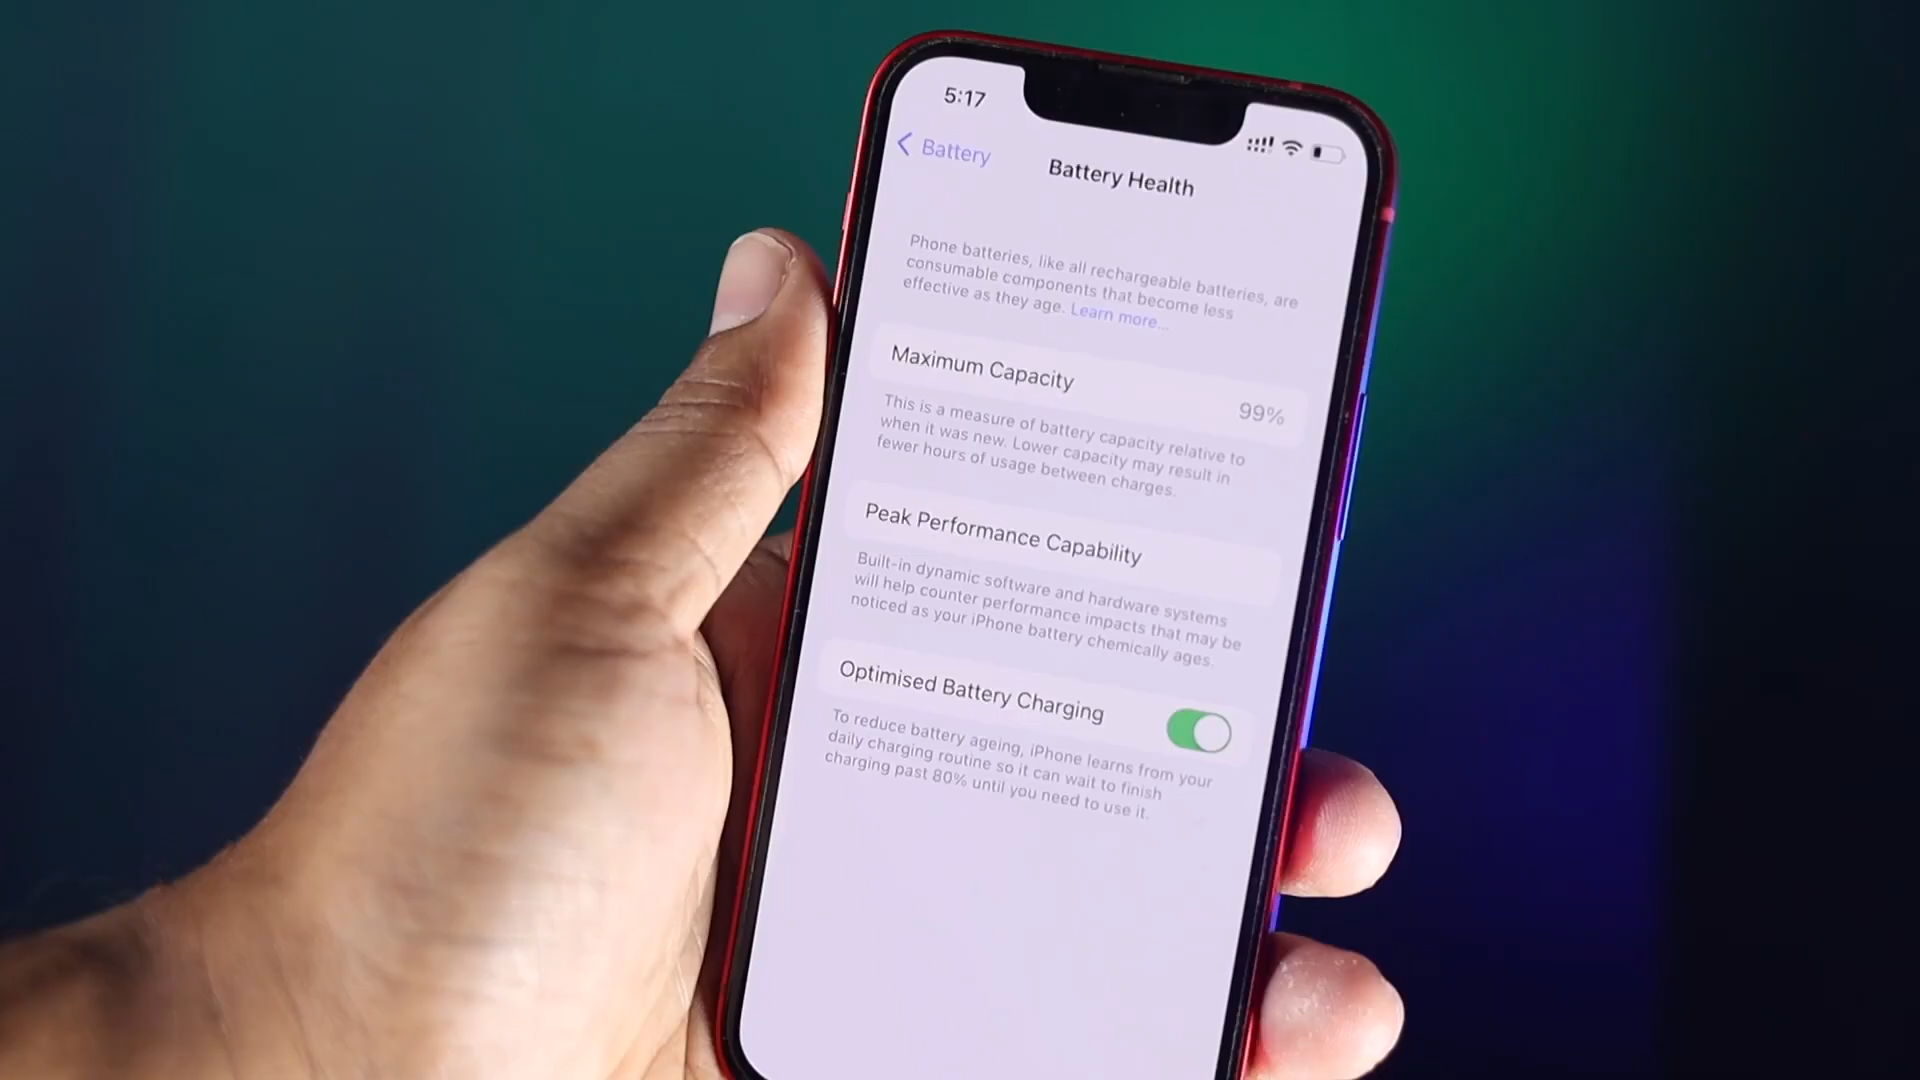 5:17
Battery
Battery Health
Phone batteries, like all rechargeable batteries, are
consumable components that become less
effective as they age. Learn more...
Maximum Capacity
99%
This is a measure of battery capacity relative to
when it was new. Lower capacity may result in
fewer hours of usage between charges.
Peak Performance Capability
Built-in dynamic software and hardware systems
will help counter performance impacts that may be
noticed as your iPhone battery chemically ages.
Optimised Battery Charging
To reduce battery ageing, iPhone learns from your
daily charging routine so it can wait to finish
charging past 80% until you need to use it.